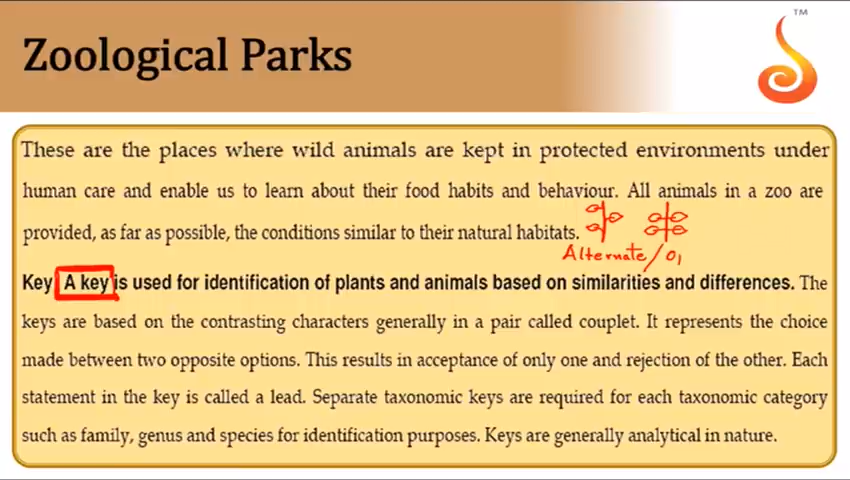 TM
Zoological Parks
These are the places where wild animals are kept in protected environments under
human care and enable us to learn about their food habits and behaviour. All animals in a zoo are
provided, as far as possible, the conditions similar to their natural habitats.
Alternate/O
Key A key is used for identification of plants and animals based on similarities and differences. The
keys are based on the contrasting characters generally in a pair called couplet. It represents the choice
made between two opposite options. This results in acceptance of only one and rejection of the other. Each
statement in the key is called a lead. Separate taxonomic keys are required for each taxonomic category
such as family, genus and species for identification purposes. Keys are generally analytical in nature.